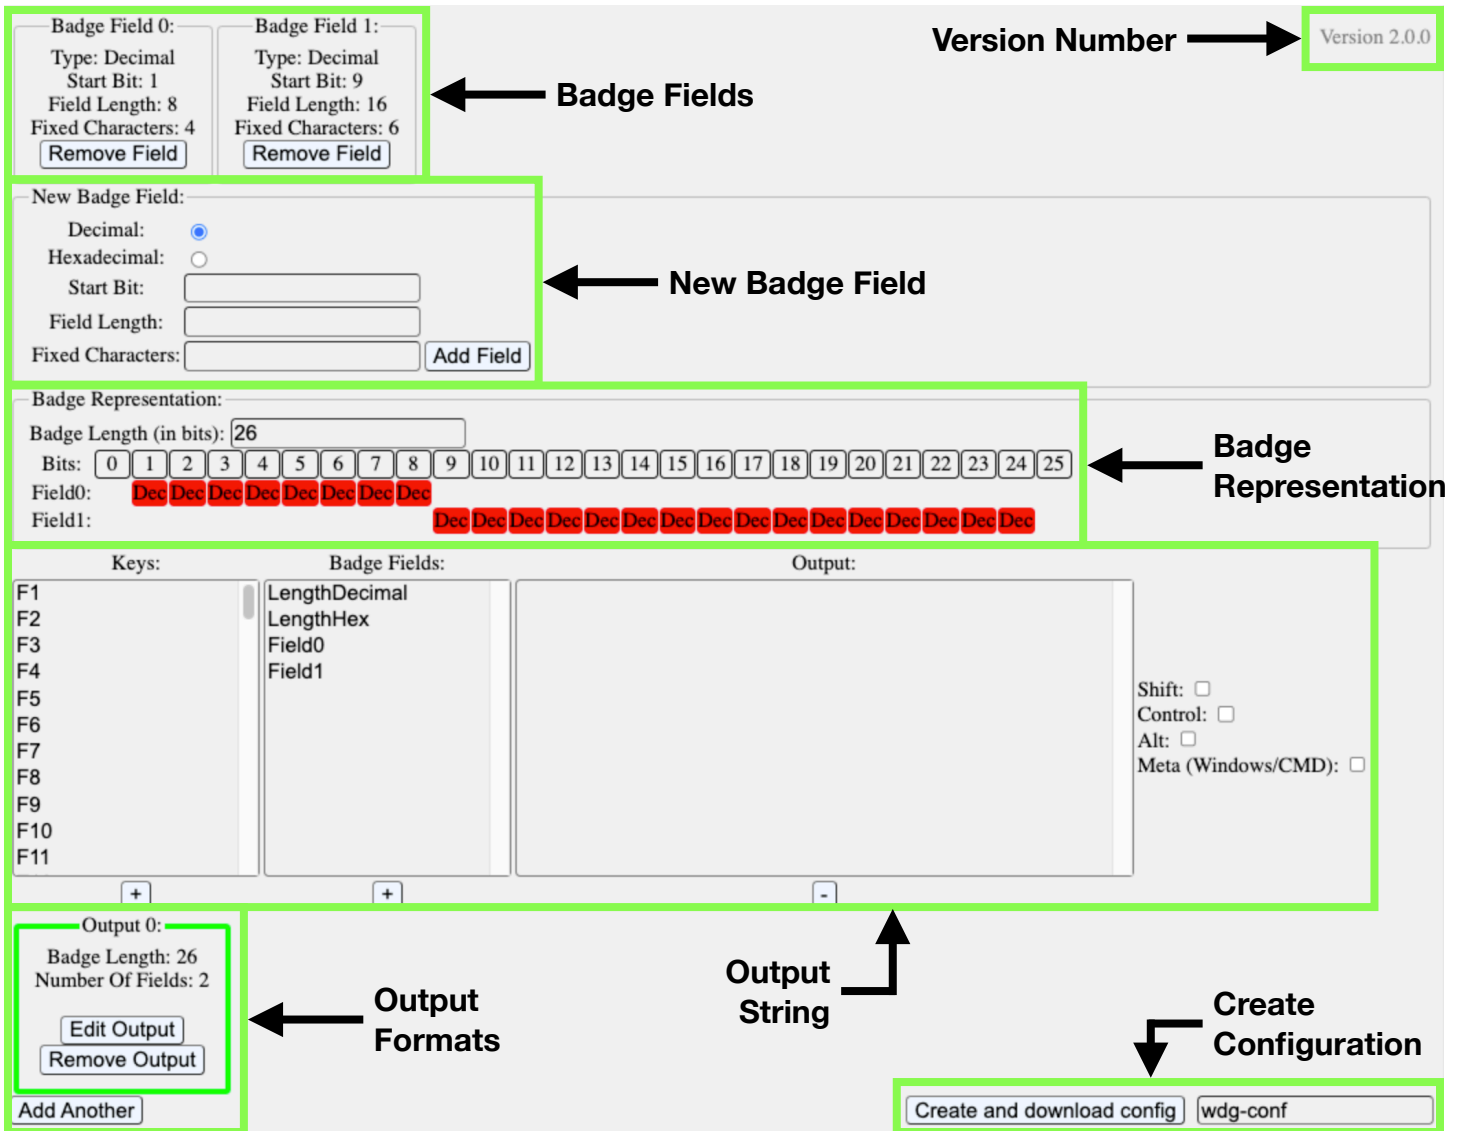 Badge Field 0:
Type: Decimal
Start Bit: 1
Field Length: 8
Fixed Characters: 4
Remove Field
Badge Field 1:
Type: Decimal
Start Bit: 9
Field Length: 16
Fixed Characters: 6
Remove Field
Badge Fields
Version Number
Version 2.0.0
New Badge Field:
Decimal:
Hexadecimal:
Start Bit:
Field Length:
Fixed Characters:
Add Field
New Badge Field
Badge Representation:
Badge Length (in bits): 26
Bits: 0 1 2 3 4 5 6 7 8 9 10 11 12 13 14 15 16 17 18 19 20 21 22 23 24 25
Field0: Dec Dec Dec Dec Dec Dec Dec Dec
Field1: Dec Dec Dec Dec Dec Dec Dec Dec Dec Dec Dec Dec Dec Dec Dec Dec
Badge
Representation
Keys:
F1
F2
F3
F4
F5
F6
F7
F8
F9
F10
F11
+
Badge Fields:
LengthDecimal
LengthHex
Field0
Field1
+
Output:
-
Shift:
Control:
Alt:
Meta (Windows/CMD):
Output 0:
Badge Length: 26
Number Of Fields: 2
Edit Output
Remove Output
Add Another
Output
Formats
Output
String
Create
Configuration
Create and download config
wdg-conf